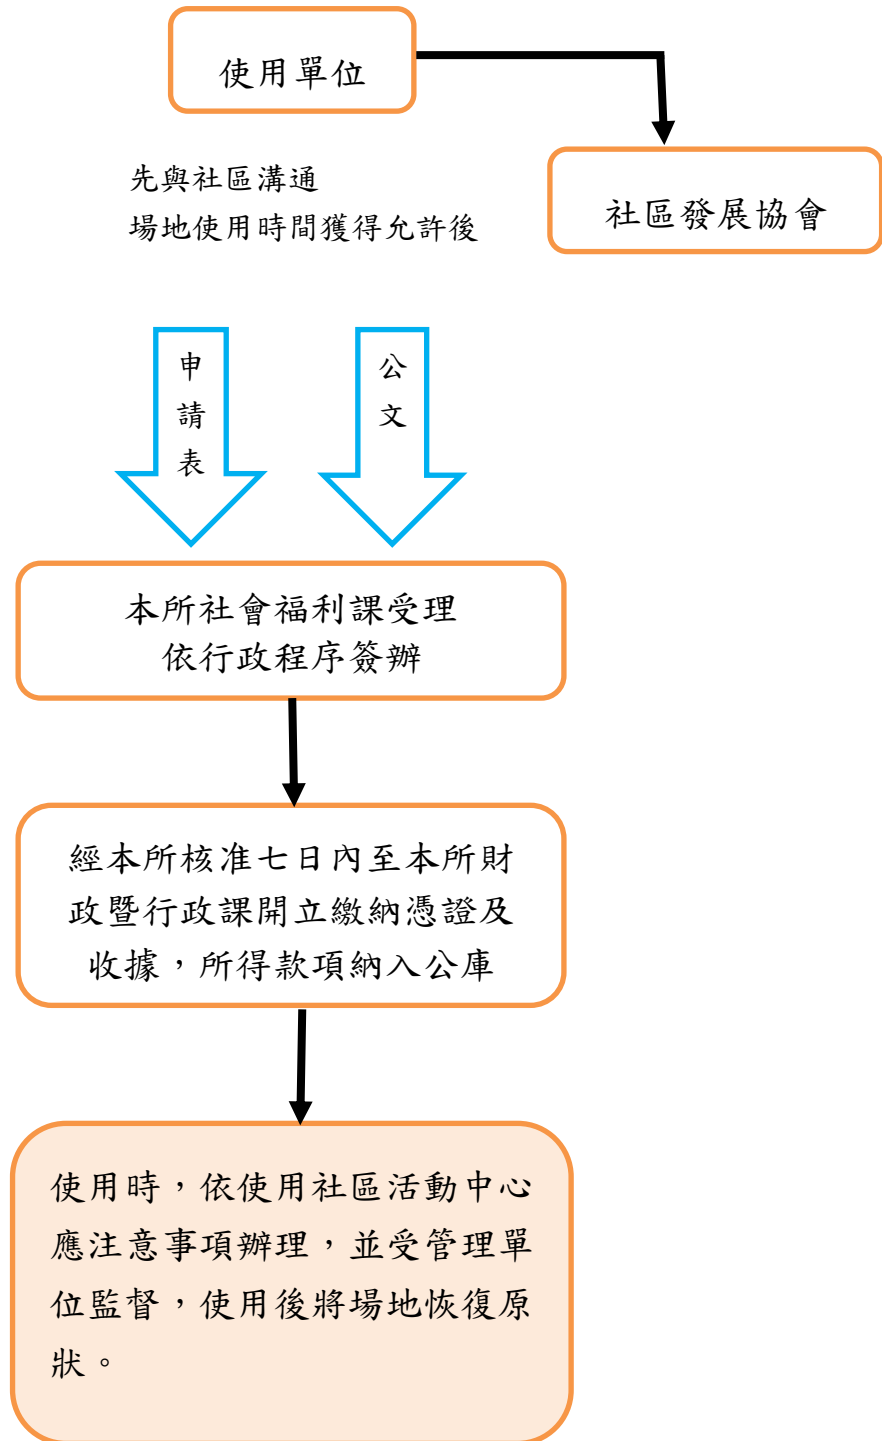 使用單位
社區發展協會
先與社區溝通
場地使用時間獲得允許後
申請表
公文
本所社會福利課受理
依行政程序簽辦
經本所核准七日內至本所財
政暨行政課開立繳納憑證及
收據，所得款項納入公庫
使用時，依使用社區活動中心
應注意事項辦理，並受管理單
位監督，使用後將場地恢復原
狀。